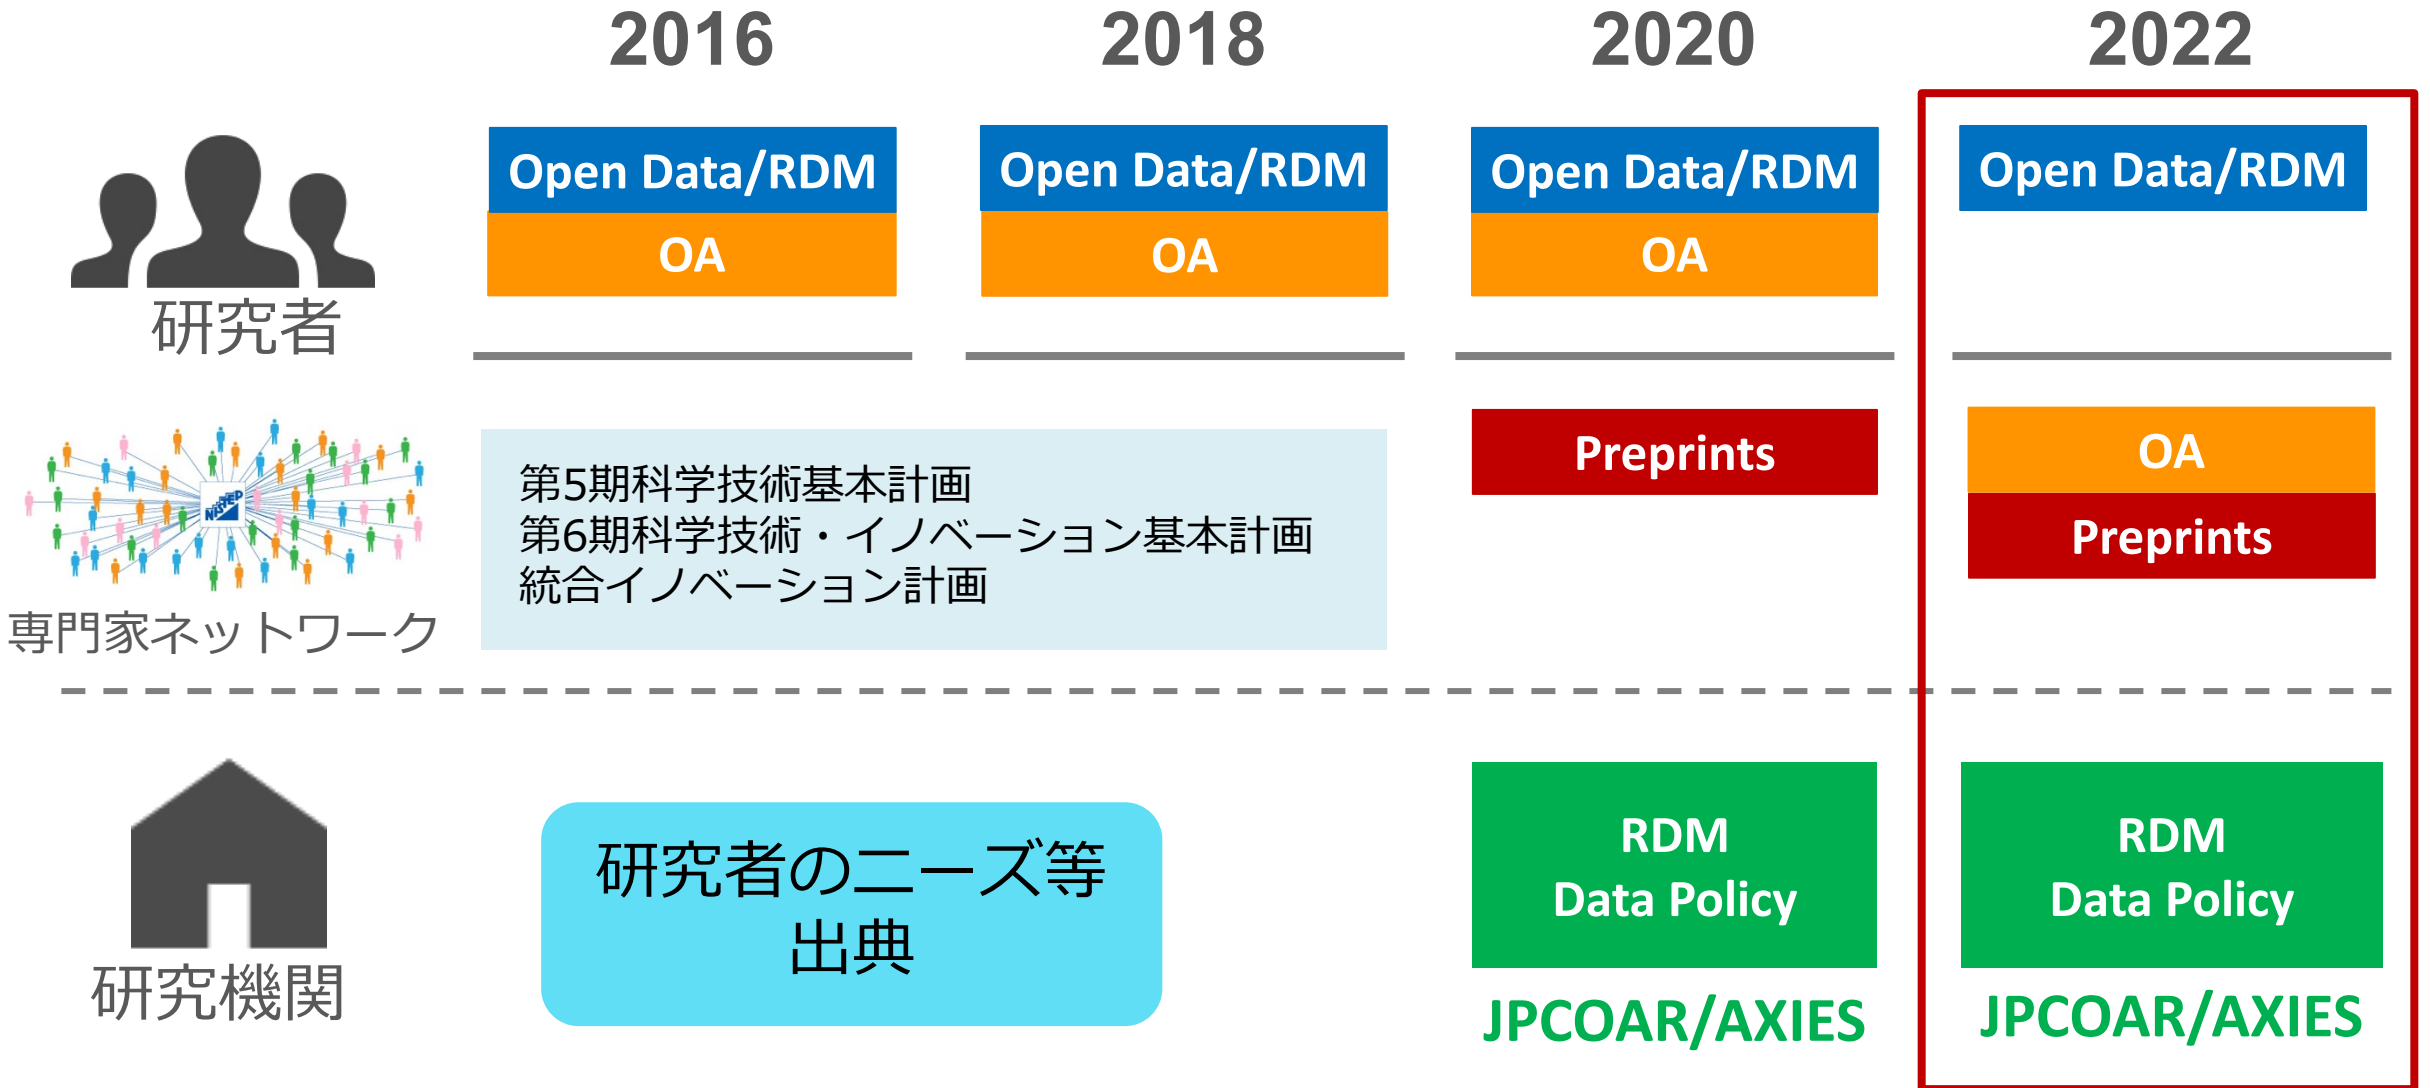 2016
2018
2020
2022
Open Data/RDM
OA
Open Data/RDM
OA
Open Data/RDM
OA
Open Data/RDM
研究者
NISTEP
専門家ネットワーク
第5期科学技術基本計画
第6期科学技術・イノベーション基本計画
統合イノベーション計画
Preprints
OA
Preprints
研究機関
研究者のニーズ等
出典
RDM
Data Policy
JPCOAR/AXIES
RDM
Data Policy
JPCOAR/AXIES